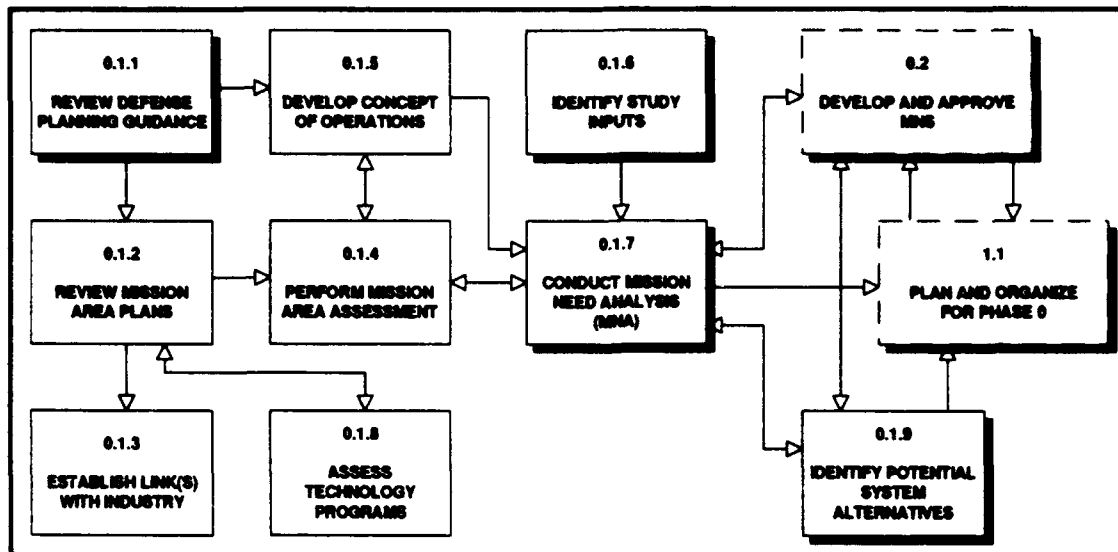 0.1.1
REVIEW DEFENSE
PLANNING GUIDANCE
0.1.5
DEVELOP CONCEPT
OF OPERATIONS
0.1.6
IDENTIFY STUDY
INPUTS
0.2
DEVELOP AND APPROVE
MNS
0.1.2
REVIEW MISSION
AREA PLANS
0.1.4
PERFORM MISSION
AREA ASSESSMENT
0.1.7
CONDUCT MISSION
NEED ANALYSIS
(MNA)
1.1
PLAN AND ORGANIZE
FOR PHASE 0
0.1.3
ESTABLISH LINK(S)
WITH INDUSTRY
0.1.8
ASSESS
TECHNOLOGY
PROGRAMS
0.1.9
IDENTIFY POTENTIAL
SYSTEM
ALTERNATIVES